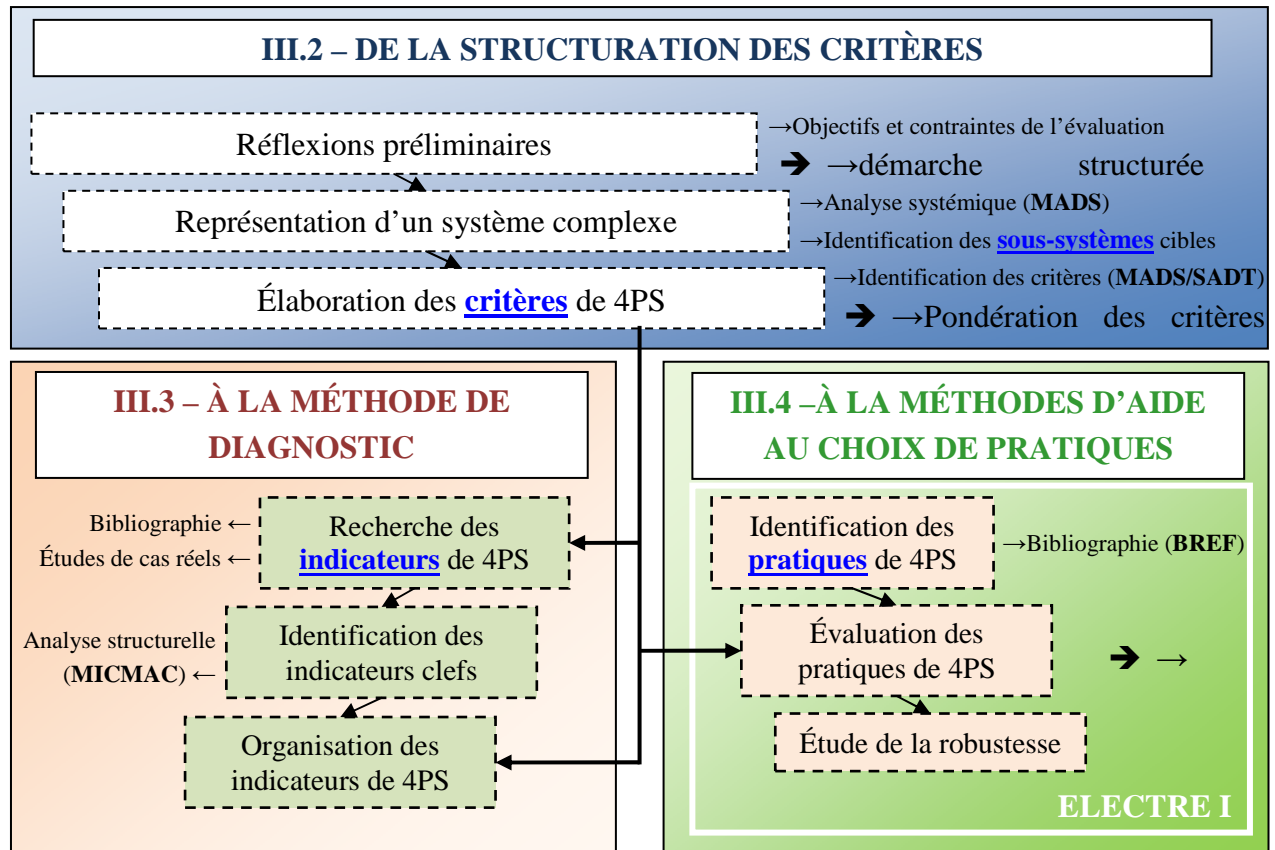 III.2 – DE LA STRUCTURATION DES CRITÈRES
Réflexions préliminaires
→Objectifs et contraintes de l’évaluation
➔ →démarche structurée
Représentation d’un système complexe
→Analyse systémique (MADS)
→Identification des sous-systèmes cibles
Élaboration des critères de 4PS
→Identification des critères (MADS/SADT)
➔ →Pondération des critères
III.3 – À LA MÉTHODE DE
DIAGNOSTIC
Recherche des
indicateurs de 4PS
Bibliographie ←
Études de cas réels ←
Identification des
indicateurs clefs
Analyse structurelle
(MICMAC) ←
Organisation des
indicateurs de 4PS
III.4 –À LA MÉTHODES D’AIDE
AU CHOIX DE PRATIQUES
Identification des
pratiques de 4PS
→Bibliographie (BREF)
Évaluation des
pratiques de 4PS
➔ →
Étude de la robustesse
ELECTRE I